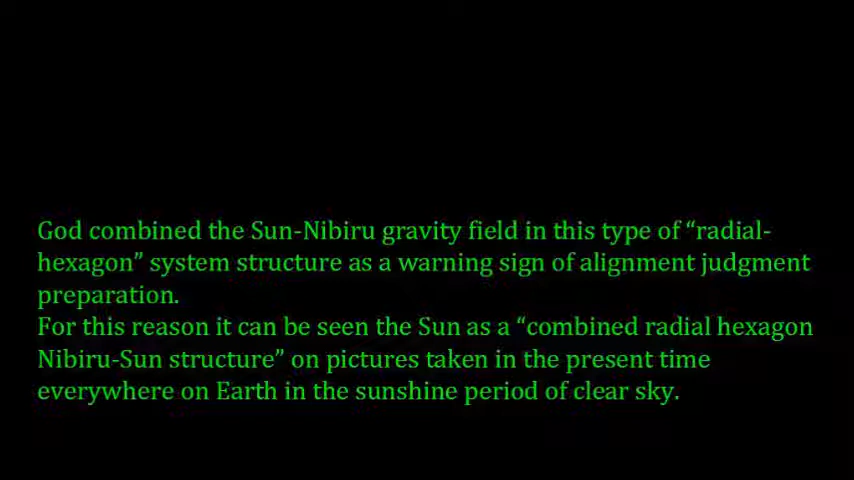 God combined the Sun-Nibiru gravity field in this type of “radial-
hexagon” system structure as a warning sign of alignment judgment
preparation.
For this reason it can be seen the Sun as a “combined radial hexagon
Nibiru-Sun structure” on pictures taken in the present time
everywhere on Earth in the sunshine period of clear sky.